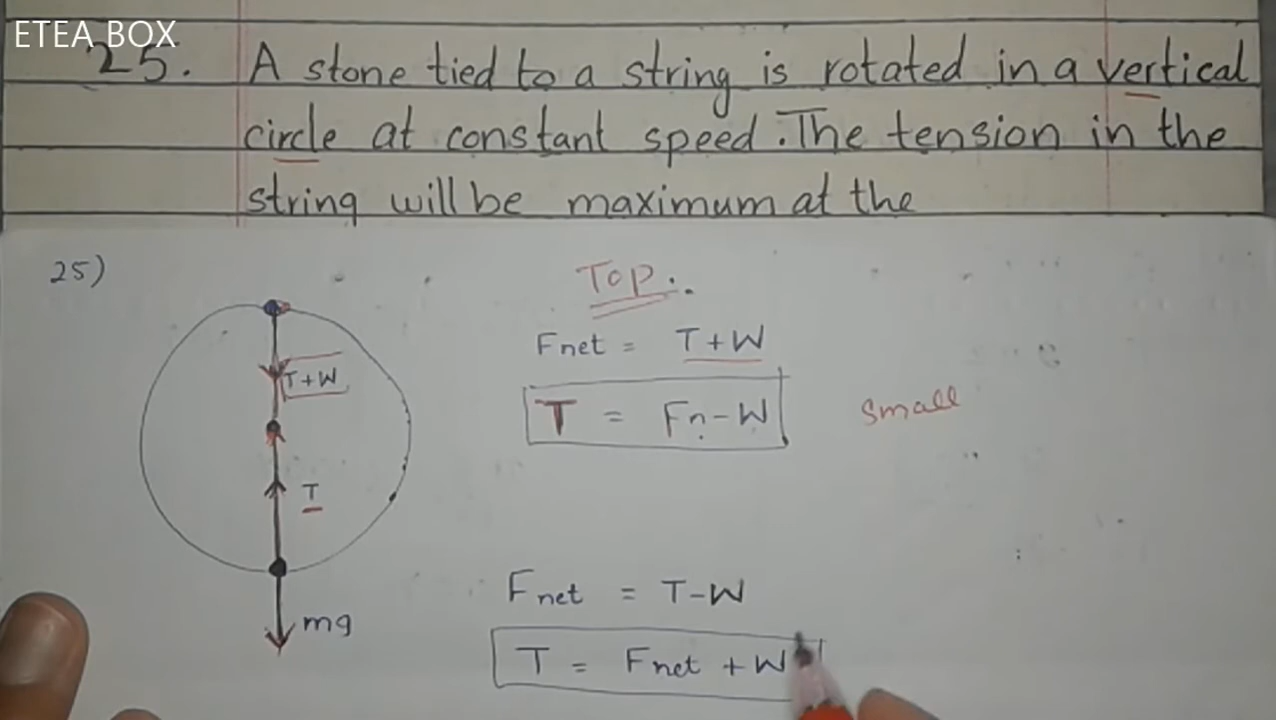 ETEA BOX
25. A stone tied to a string is rotated in a vertical
circle at constant speed. The tension in the
string will be maximum at the
25)
Top.
Fnet = T+W
T+W
T = Fn-W
small
T
Fnet = T-W
mg
T = Fnet + W